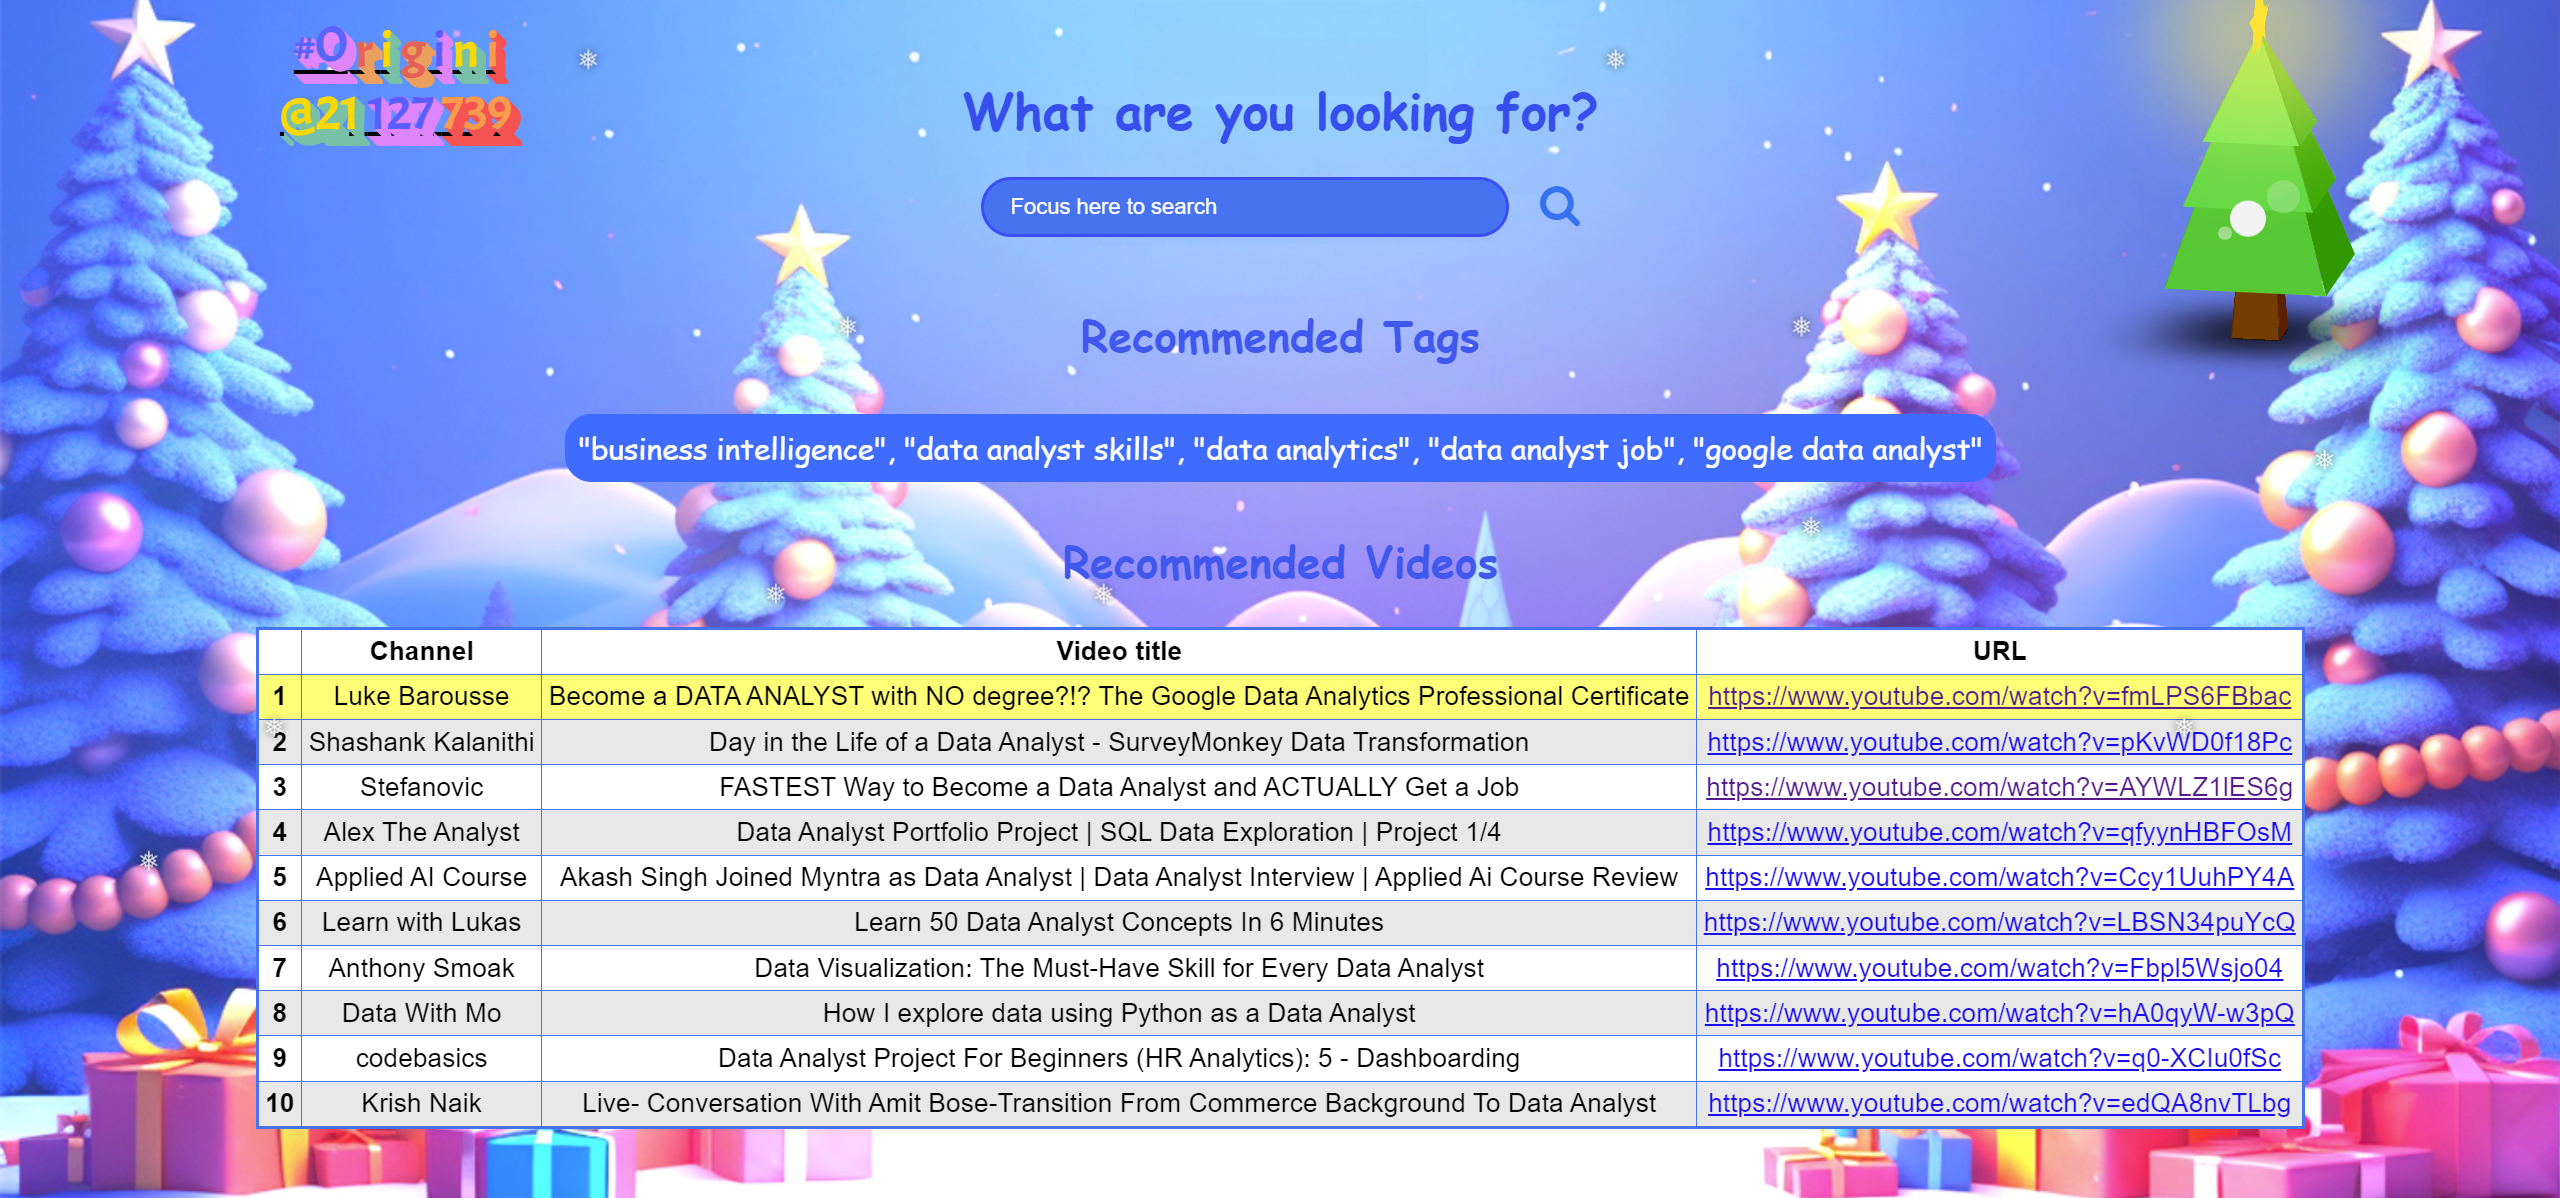 #Origini
@21127739
What are you looking for?
Focus here to search
Recommended Tags
"business intelligence", "data analyst skills", "data analytics", "data analyst job", "google data analyst"
Recommended Videos
Channel Video title URL
1 Luke Barousse Become a DATA ANALYST with NO degree?!? The Google Data Analytics Professional Certificate https://www.youtube.com/watch?v=fmLPS6FBbac
2 Shashank Kalanithi Day in the Life of a Data Analyst - SurveyMonkey Data Transformation https://www.youtube.com/watch?v=pKvWD0f18Pc
3 Stefanovic FASTEST Way to Become a Data Analyst and ACTUALLY Get a Job https://www.youtube.com/watch?v=AYWLZ1lES6g
4 Alex The Analyst Data Analyst Portfolio Project | SQL Data Exploration | Project 1/4 https://www.youtube.com/watch?v=qfyynHBFOsM
5 Applied AI Course Akash Singh Joined Myntra as Data Analyst | Data Analyst Interview | Applied Ai Course Review https://www.youtube.com/watch?v=Ccy1UuhPY4A
6 Learn with Lukas Learn 50 Data Analyst Concepts In 6 Minutes https://www.youtube.com/watch?v=LBSN34puYcQ
7 Anthony Smoak Data Visualization: The Must-Have Skill for Every Data Analyst https://www.youtube.com/watch?v=Fbpl5Wsjo04
8 Data With Mo How I explore data using Python as a Data Analyst https://www.youtube.com/watch?v=hA0qyW-w3pQ
9 codebasics Data Analyst Project For Beginners (HR Analytics): 5 - Dashboarding https://www.youtube.com/watch?v=q0-XClu0fSc
10 Krish Naik Live- Conversation With Amit Bose-Transition From Commerce Background To Data Analyst https://www.youtube.com/watch?v=edQA8nvTLbg